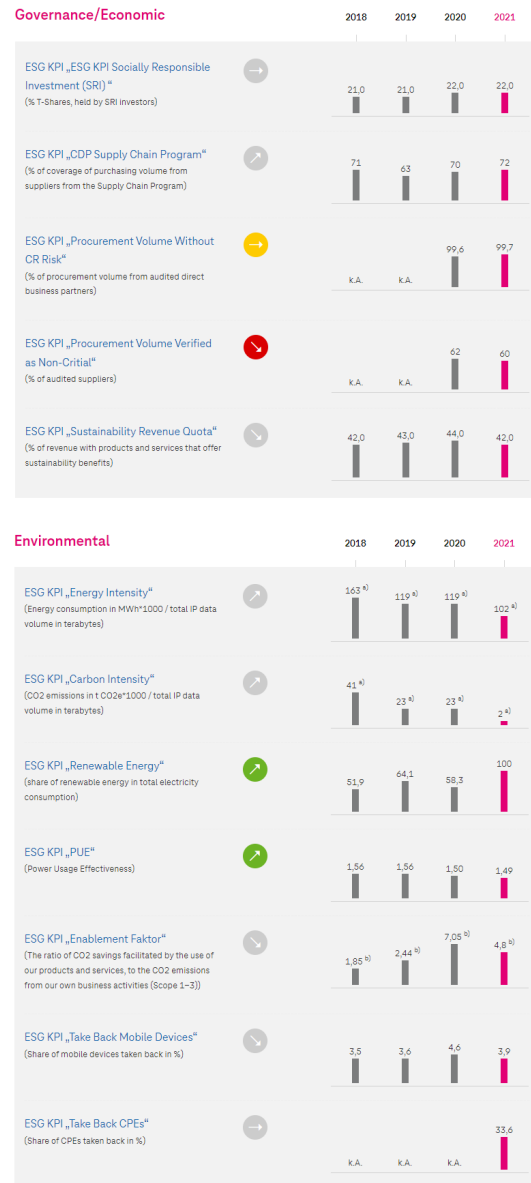 Governance/Economic 2018 2019 2020 2021
ESG KPI „ESG KPI Socially Responsible
Investment (SRI) “
(% T-Shares, held by SRI investors)
21,0 21,0 22,0 22,0
ESG KPI „CDP Supply Chain Program“
(% of coverage of purchasing volume from
suppliers from the Supply Chain Program)
71 63 70 72
ESG KPI „Procurement Volume Without
CR Risk“
(% of procurement volume from audited direct
business partners)
k.A. k.A. 99,6 99,7
ESG KPI „Procurement Volume Verified
as Non-Critial“
(% of audited suppliers)
k.A. k.A. 62 60
ESG KPI „Sustainability Revenue Quota“
(% of revenue with products and services that offer
sustainability benefits)
42,0 43,0 44,0 42,0
Environmental 2018 2019 2020 2021
ESG KPI „Energy Intensity“
(Energy consumption in MWh*1000 / total IP data
volume in terabytes)
163 a) 119 a) 119 a) 102 a)
ESG KPI „Carbon Intensity“
(CO2 emissions in t CO2e*1000 / total IP data
volume in terabytes)
41 a) 23 a) 23 a) 2 a)
ESG KPI „Renewable Energy“
(share of renewable energy in total electricity
consumption)
51,9 64,1 58,3 100
ESG KPI „PUE“
(Power Usage Effectiveness)
1,56 1,56 1,50 1,49
ESG KPI „Enablement Faktor“
(The ratio of CO2 savings facilitated by the use of
our products and services, to the CO2 emissions
from our own business activities (Scope 1–3))
1,85 b) 2,44 b) 7,05 b) 4,8 b)
ESG KPI „Take Back Mobile Devices“
(Share of mobile devices taken back in %)
3,5 3,6 4,6 3,9
ESG KPI „Take Back CPEs“
(Share of CPEs taken back in %)
k.A. k.A. k.A. 33,6